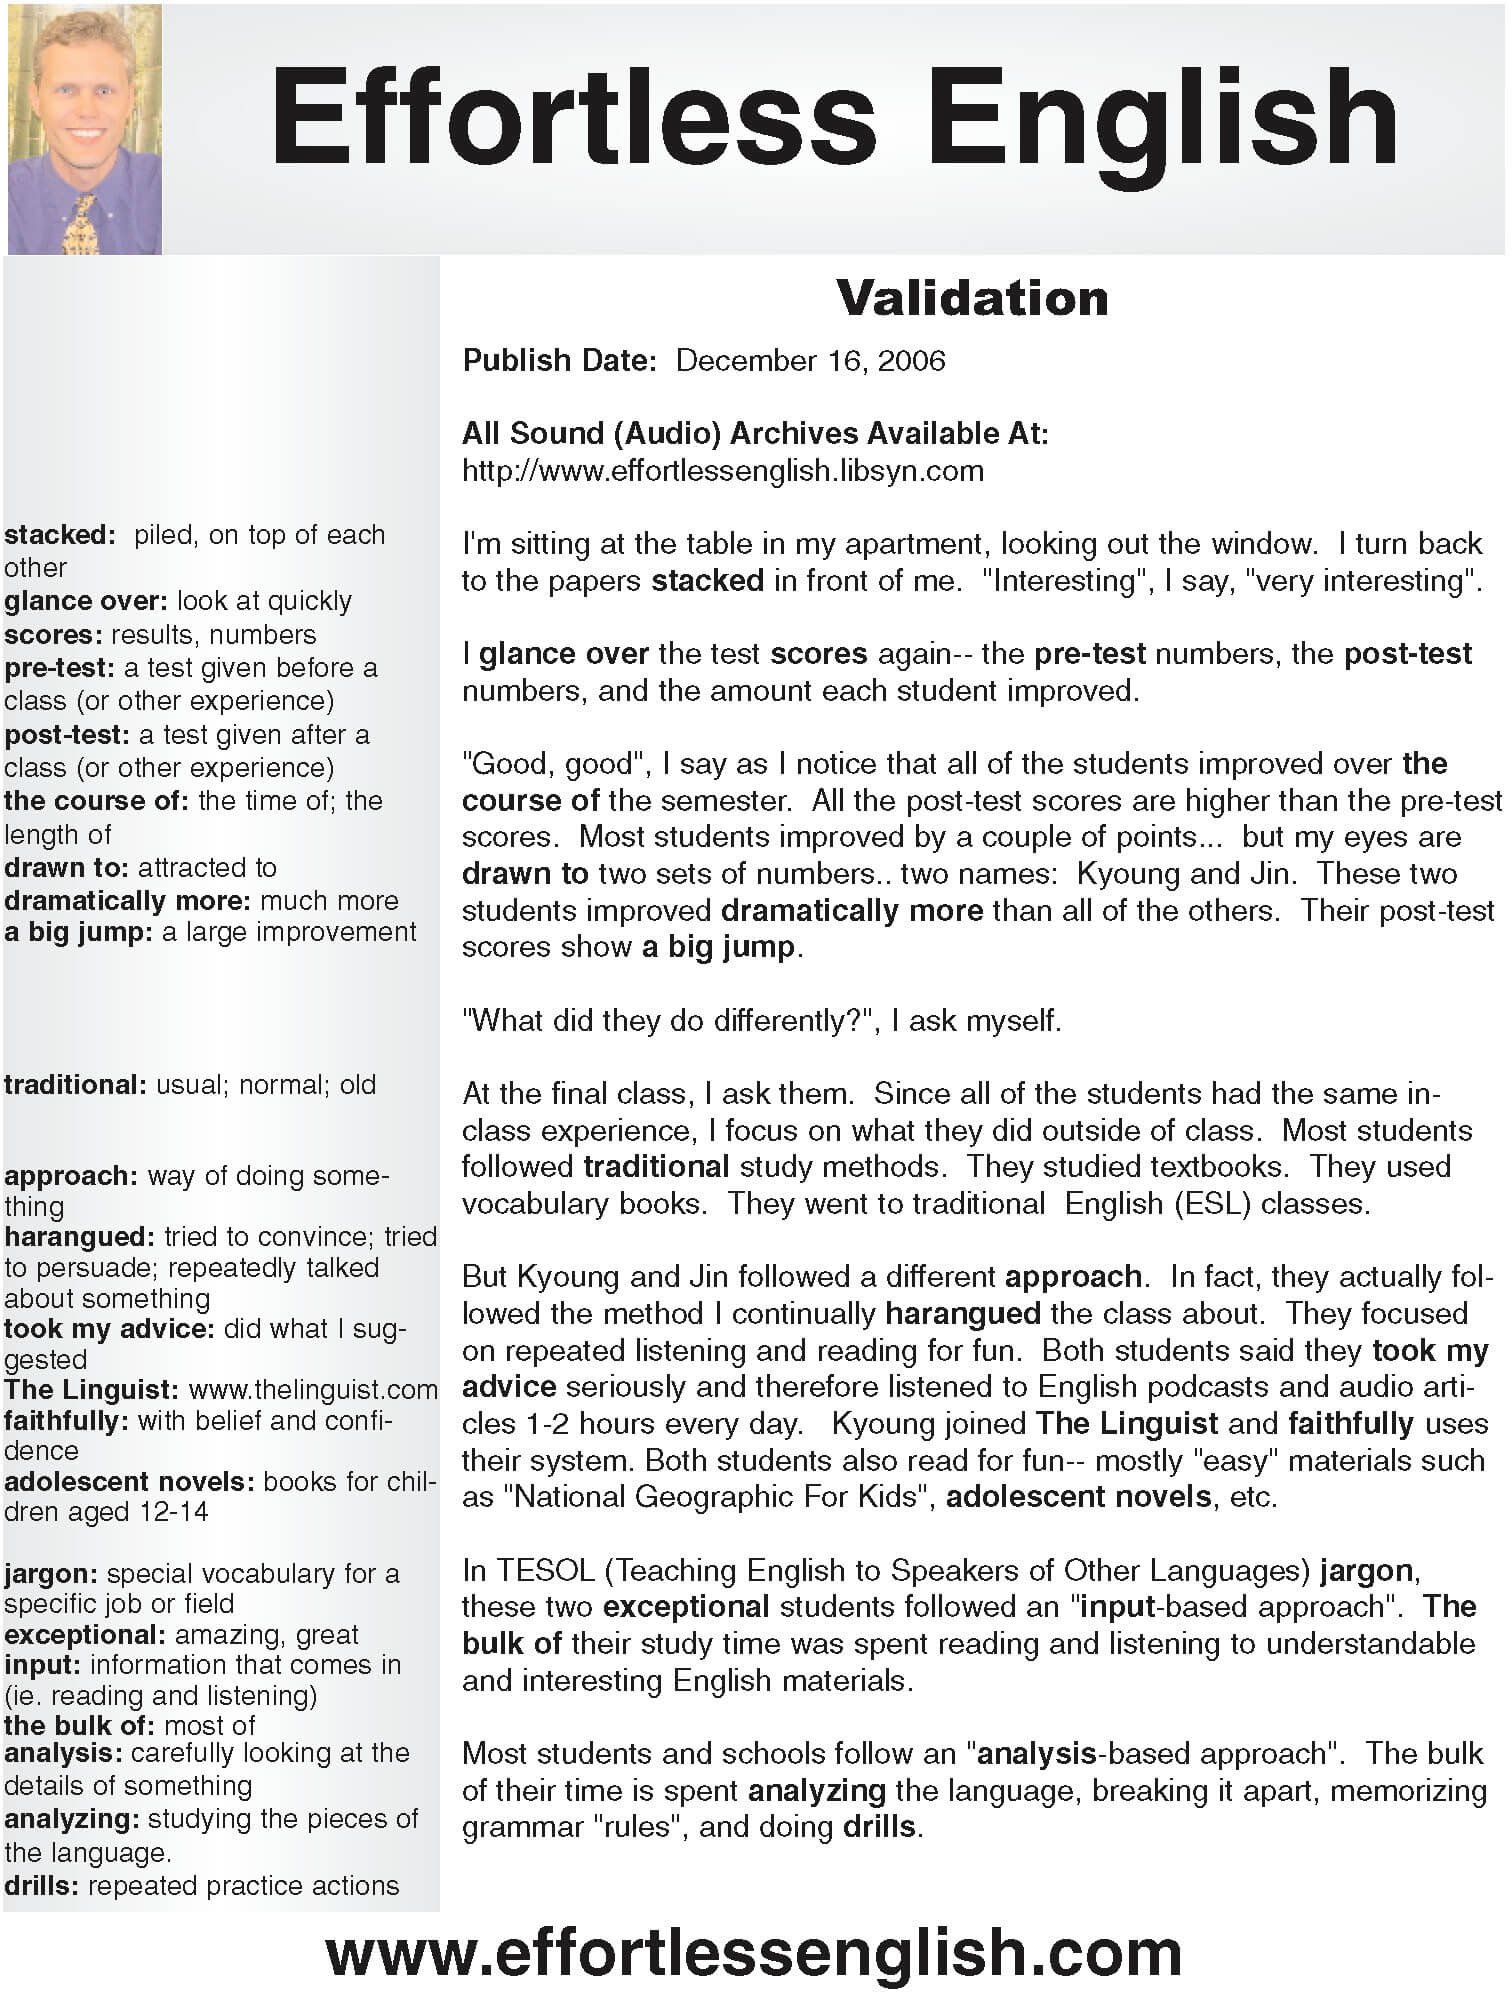 Effortless English
Validation
Publish Date:  December 16, 2006
All Sound (Audio) Archives Available At:
http://www.effortlessenglish.libsyn.com
stacked:  piled, on top of each
other
glance over: look at quickly
scores: results, numbers
pre-test: a test given before a
class (or other experience)
post-test: a test given after a
class (or other experience)
the course of: the time of; the
length of
drawn to: attracted to
dramatically more: much more
a big jump: a large improvement
traditional: usual; normal; old
approach: way of doing some-
thing
harangued: tried to convince; tried
to persuade; repeatedly talked
about something
took my advice: did what I sug-
gested
The Linguist: www.thelinguist.com
faithfully: with belief and confi-
dence
adolescent novels: books for chil-
dren aged 12-14
jargon: special vocabulary for a
specific job or field
exceptional: amazing, great
input: information that comes in
(ie. reading and listening)
the bulk of: most of
analysis: carefully looking at the
details of something
analyzing: studying the pieces of
the language.
drills: repeated practice actions
I'm sitting at the table in my apartment, looking out the window.  I turn back
to the papers stacked in front of me.  "Interesting", I say, "very interesting".
I glance over the test scores again-- the pre-test numbers, the post-test
numbers, and the amount each student improved.
"Good, good", I say as I notice that all of the students improved over the
course of the semester.  All the post-test scores are higher than the pre-test
scores.  Most students improved by a couple of points...  but my eyes are
drawn to two sets of numbers.. two names:  Kyoung and Jin.  These two
students improved dramatically more than all of the others.  Their post-test
scores show a big jump.
"What did they do differently?", I ask myself.
At the final class, I ask them.  Since all of the students had the same in-
class experience, I focus on what they did outside of class.  Most students
followed traditional study methods.  They studied textbooks.  They used
vocabulary books.  They went to traditional  English (ESL) classes.
But Kyoung and Jin followed a different approach.  In fact, they actually fol-
lowed the method I continually harangued the class about.  They focused
on repeated listening and reading for fun.  Both students said they took my
advice seriously and therefore listened to English podcasts and audio arti-
cles 1-2 hours every day.   Kyoung joined The Linguist and faithfully uses
their system. Both students also read for fun-- mostly "easy" materials such
as "National Geographic For Kids", adolescent novels, etc.
In TESOL (Teaching English to Speakers of Other Languages) jargon,
these two exceptional students followed an "input-based approach".  The
bulk of their study time was spent reading and listening to understandable
and interesting English materials.
Most students and schools follow an "analysis-based approach".  The bulk
of their time is spent analyzing the language, breaking it apart, memorizing
grammar "rules", and doing drills.
www.effortlessenglish.com